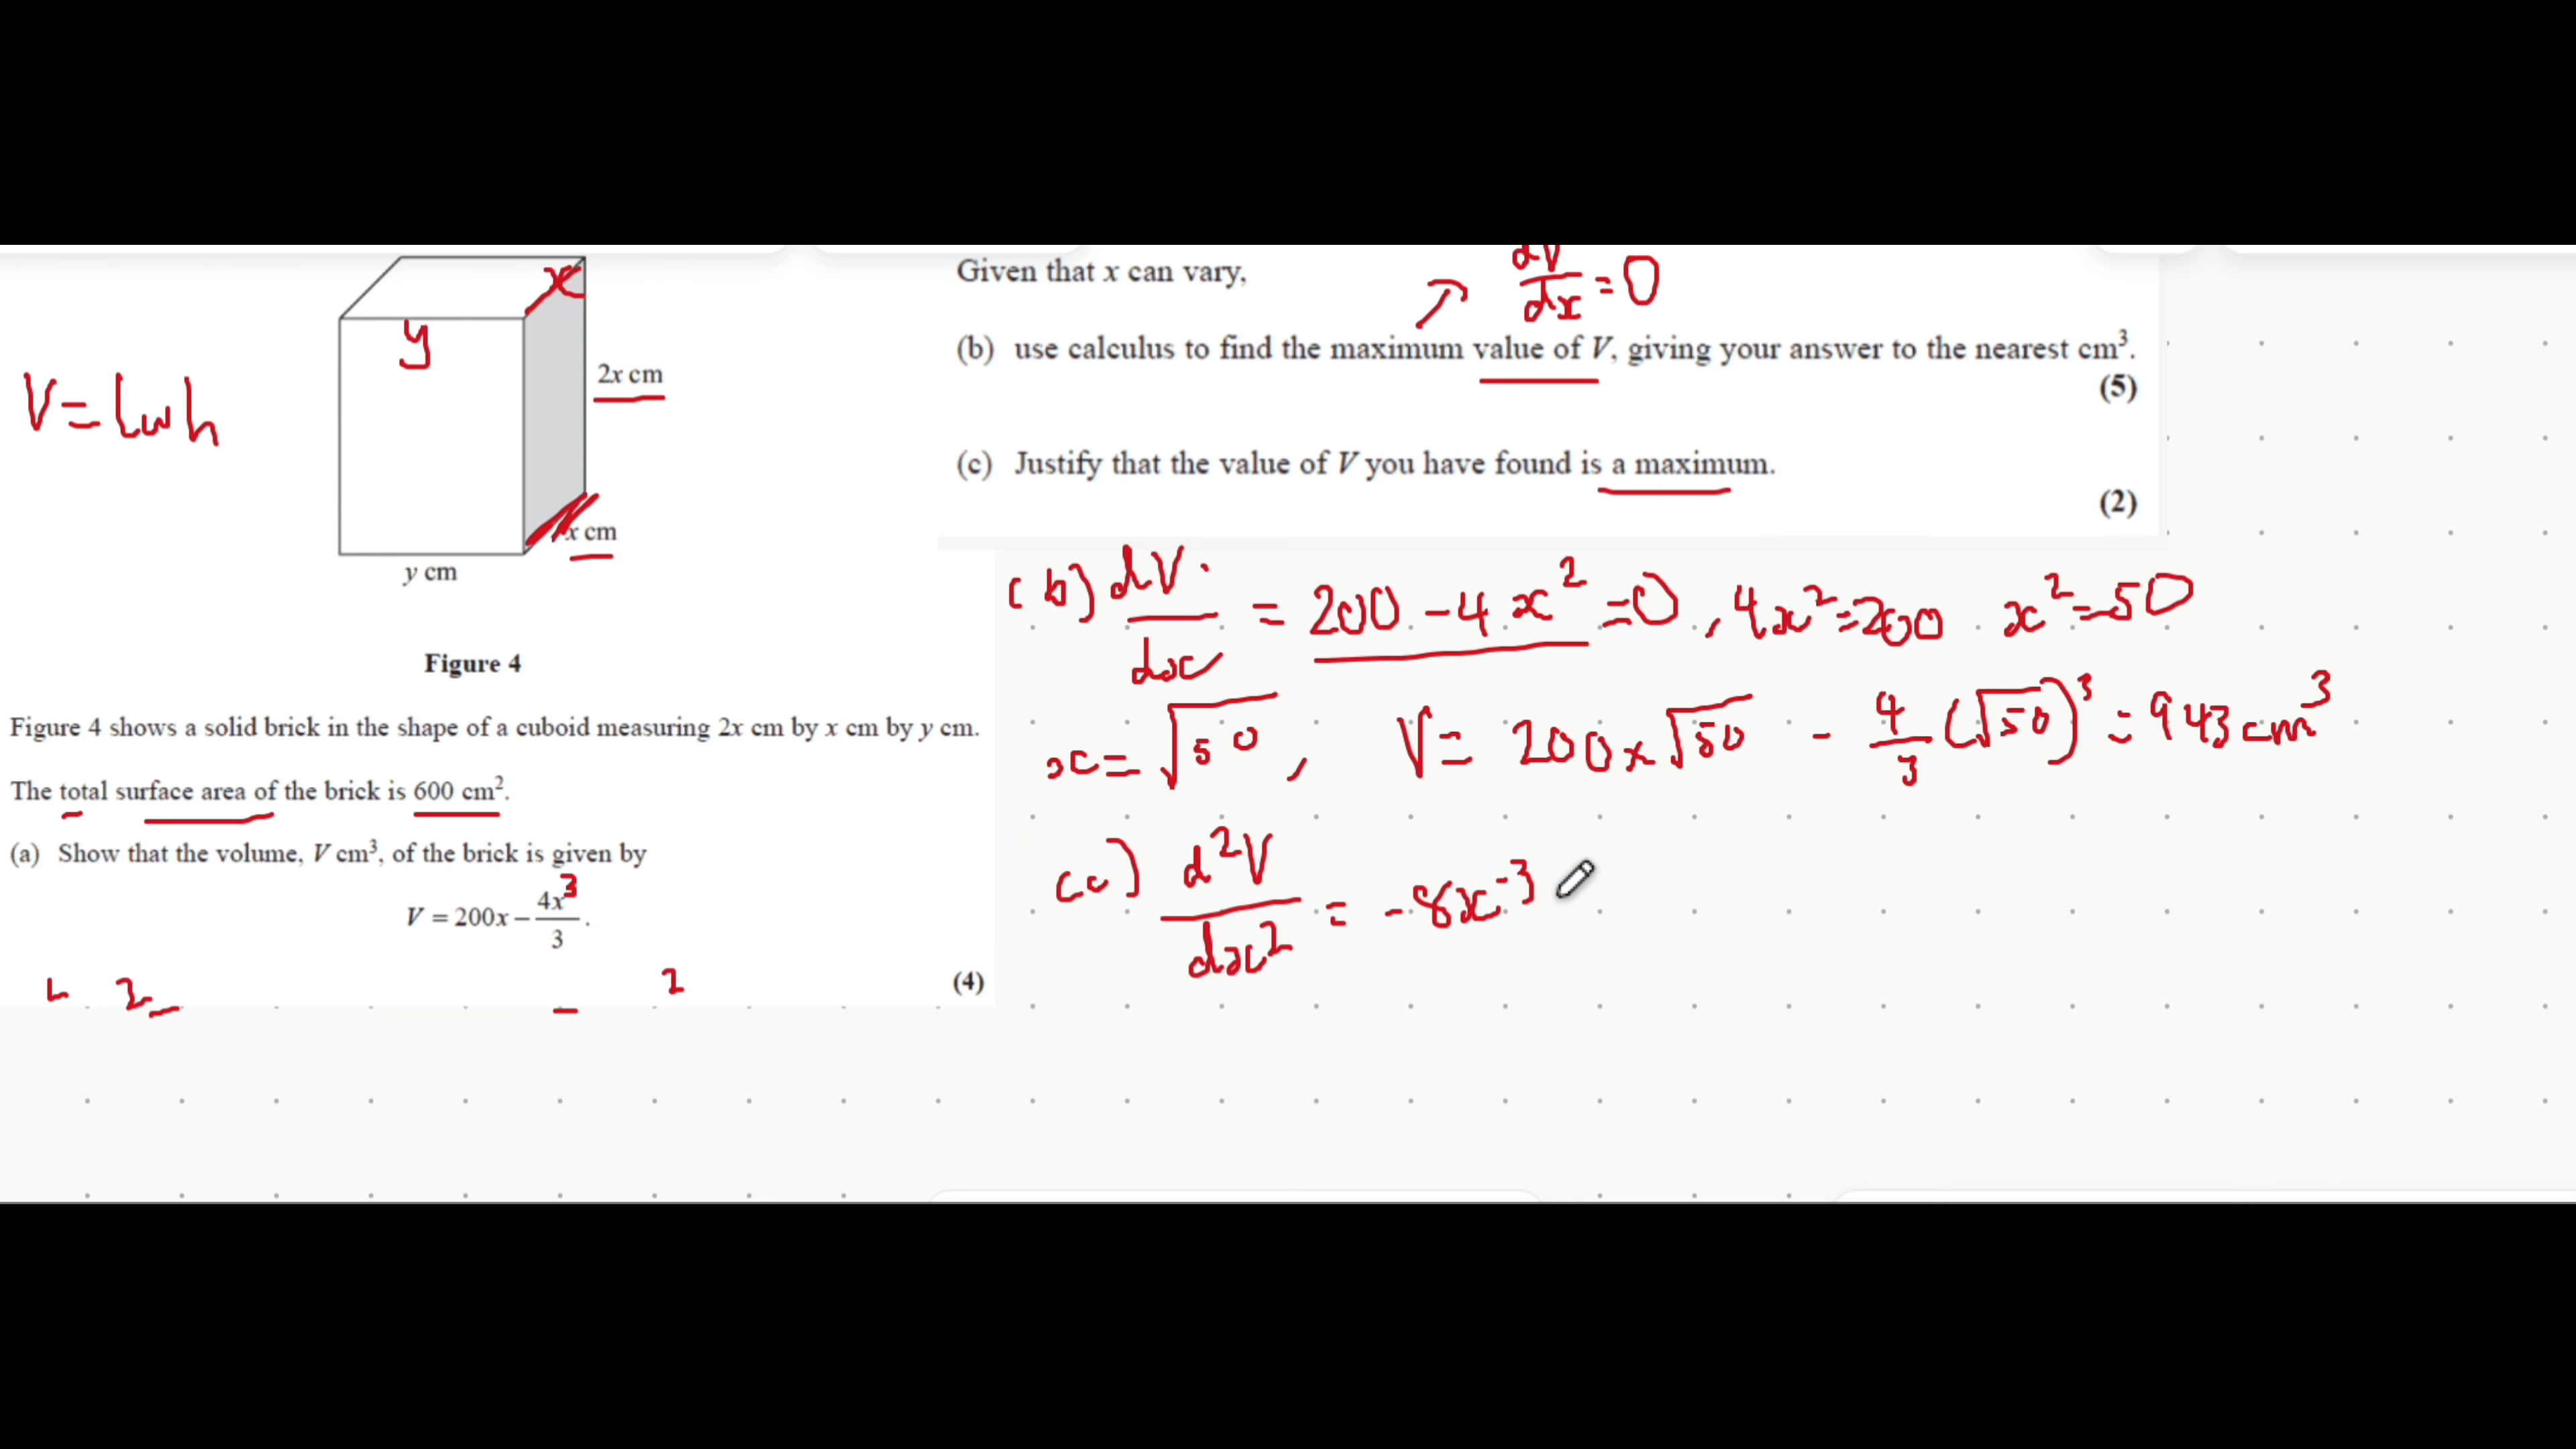 x
y
2x cm
V = lwh
x cm
y cm
Figure 4
Figure 4 shows a solid brick in the shape of a cuboid measuring 2x cm by x cm by y cm.
The total surface area of the brick is 600 cm².
(a) Show that the volume, V cm³, of the brick is given by
V = 200x − 4x³/3 .
(4)
Given that x can vary,
dV/dx = 0
(b) use calculus to find the maximum value of V, giving your answer to the nearest cm³.
(5)
(c) Justify that the value of V you have found is a maximum.
(2)
(b) dV/dx = 200 − 4x² = 0 , 4x² = 200 x² = 50
x = √50 , V = 200 × √50 − 4/3 (√50)³ = 943 cm³
(c) d²V/dx² = -8x⁻³